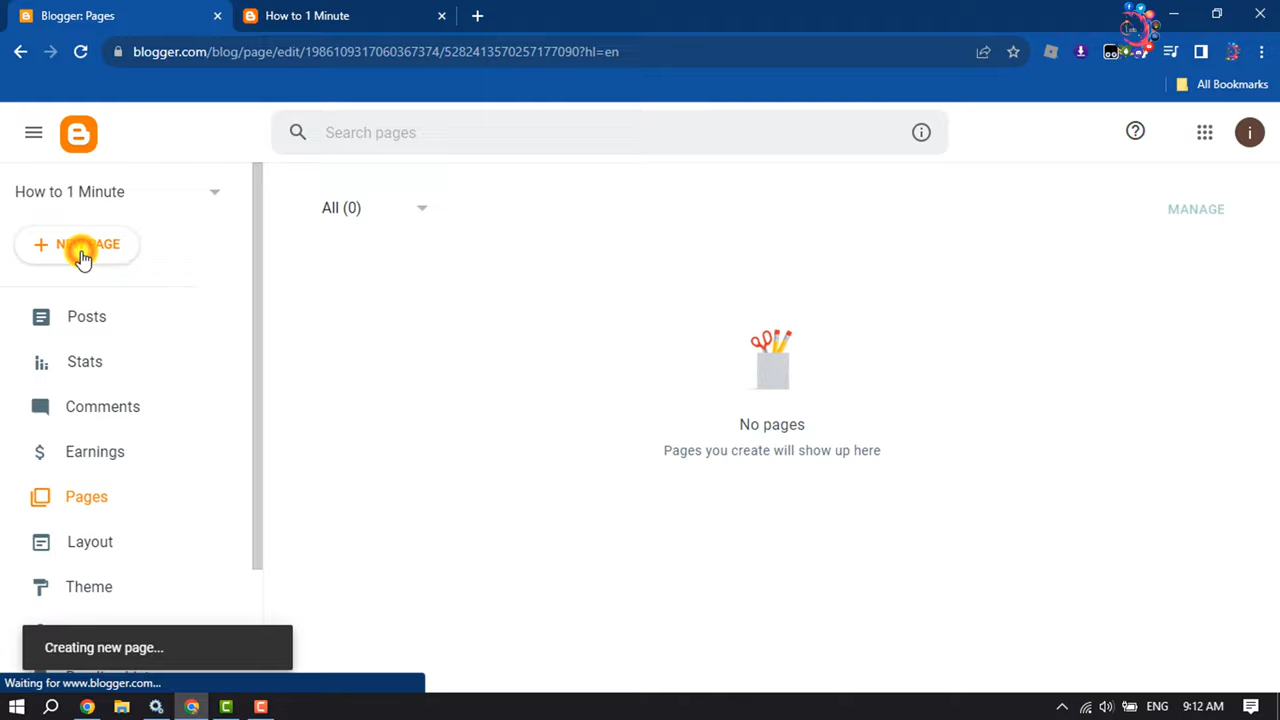 Blogger: Pages
How to 1 Minute
blogger.com/blog/page/edit/1986109317060367374/5282413570257177090?hl=en
All Bookmarks
Search pages
i
How to 1 Minute
NEW PAGE
All (0)
MANAGE
Posts
Stats
Comments
Earnings
Pages
Layout
Theme
No pages
Pages you create will show up here
Creating new page...
Waiting for www.blogger.com...
ENG
9:12 AM